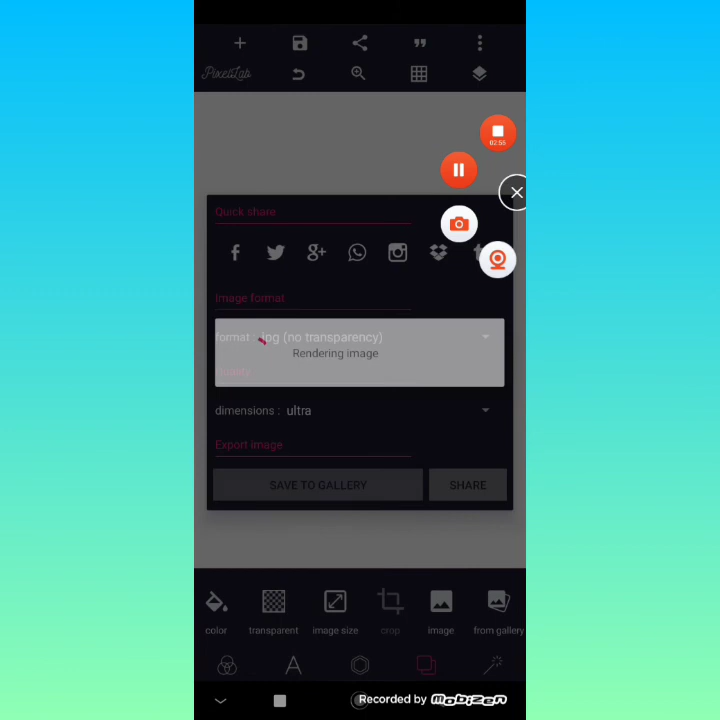 PixelLab
02:55
Quick share
Image format
format : jpg (no transparency)
Rendering image
Quality
dimensions : ultra
Export image
SAVE TO GALLERY
SHARE
color
transparent
image size
crop
image
from gallery
Recorded by MOBIZEN